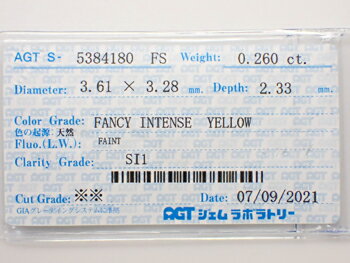 AGT S- 5384180 FS Weight: 0.260 ct.
Diameter: 3.61 × 3.28 mm. Depth: 2.33 mm.
Color Grade: FANCY INTENSE YELLOW
色の起源: 天然
Fluo.(L.W.): FAINT
Clarity Grade: SI1
Cut Grade: ※※ Date: 07/09/2021
GIAグレーディングシステムに準拠
AGT ジェム ラボラトリー